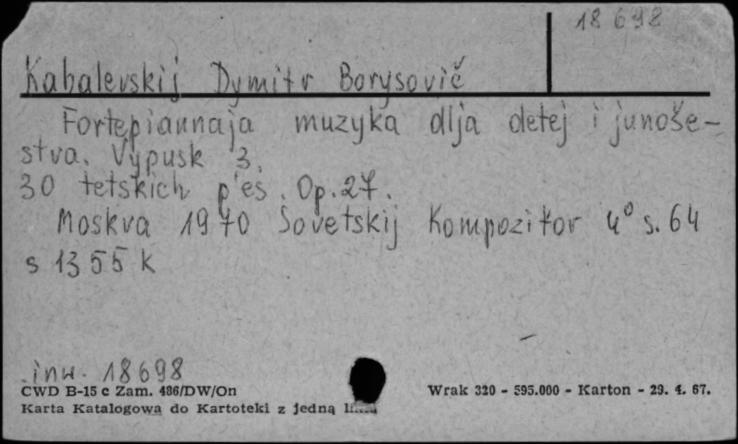 18 698
Kabalevskij Dymitr Borysovič
Fortepiannaja muzyka dlja detej i junoše-
stva. Vypusk 3.
30 tetskich p'es. Op. 27.
Moskva 1970 Sovetskij Kompozitor 4° s. 64
s 1355 k
inw. 18698
CWD B-15 c Zam. 486/DW/On
Wrak 320 - 595.000 - Karton - 29. 4. 67.
Karta Katalogowa do Kartoteki z jedną